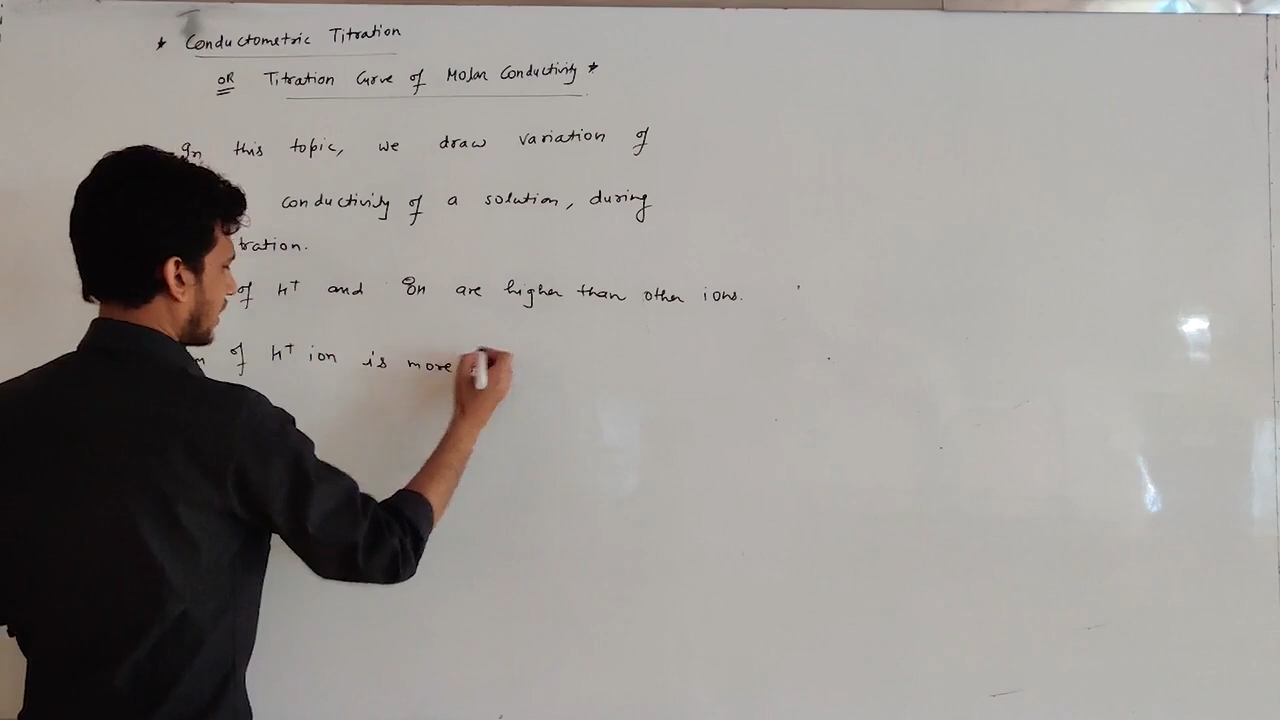 * Conductometric Titration
OR Titration Curve of Molar Conductivity *
In this topic, we draw variation of
conductivity of a solution, during
tration.
of H⁺ and are higher than other ions.
of H⁺ ion is more